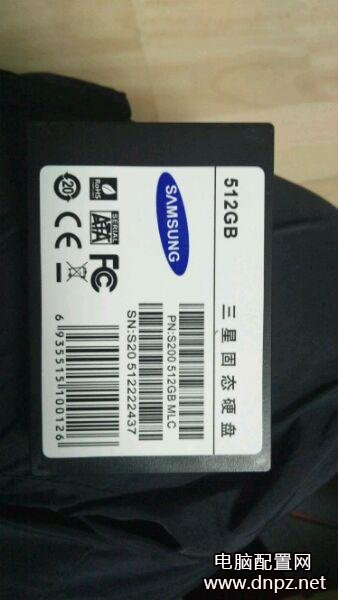 512GB 三星固态硬盘
SAMSUNG
PN:S200 512GB MLC
SN:S20 512222437
20
RoHS
SERIAL
ATA
CE
FC
6 935515 100126
电脑配置网
www.dnpz.net